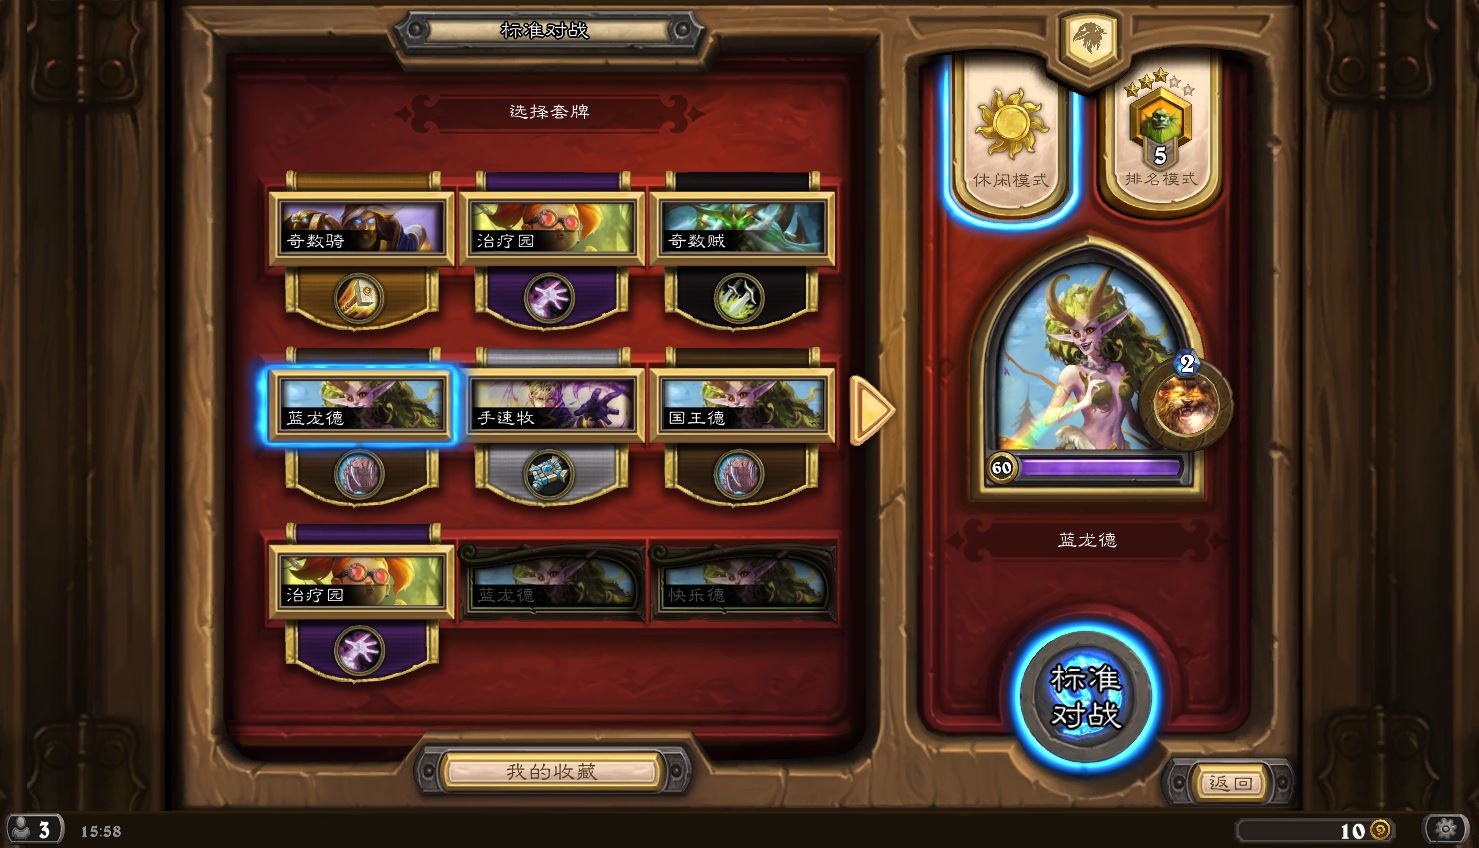 标准对战
选择套牌
奇数骑
治疗园
奇数贼
蓝龙德
手速牧
国王德
治疗园
蓝龙德
快乐德
我的收藏
休闲模式
5
排名模式
2
60
蓝龙德
标准
对战
返回
3
15:58
10